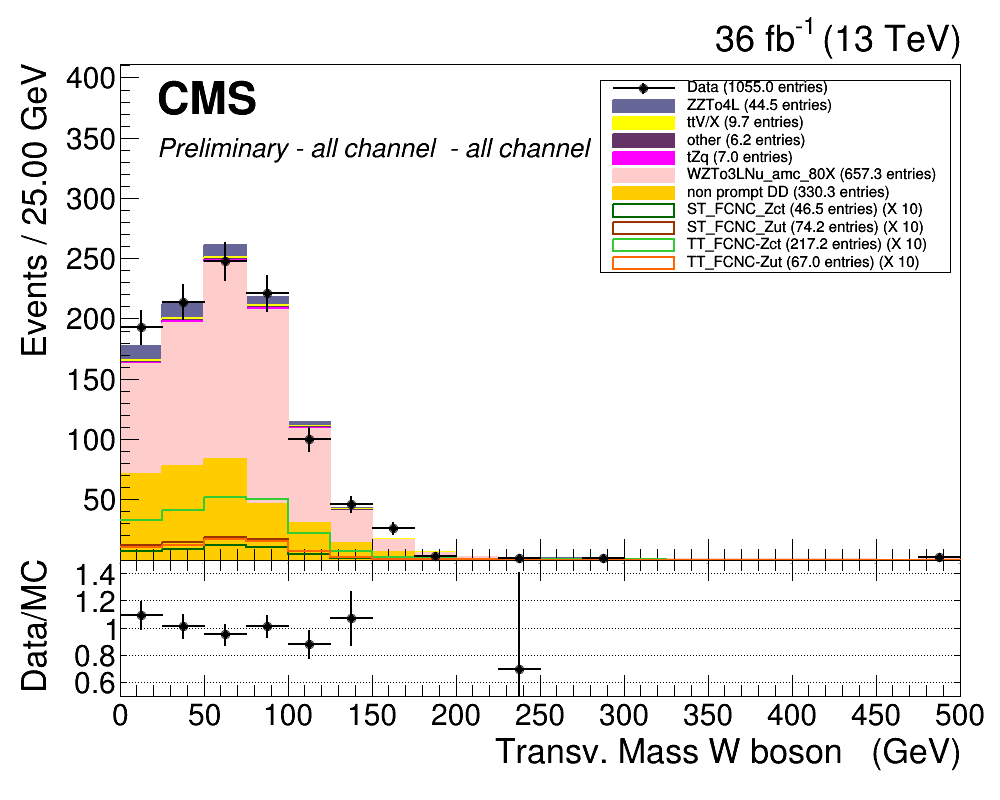 36 fb-1 (13 TeV)
CMS
Preliminary - all channel - all channel
Data (1055.0 entries)
ZZTo4L (44.5 entries)
ttV/X (9.7 entries)
other (6.2 entries)
tZq (7.0 entries)
WZTo3LNu_amc_80X (657.3 entries)
non prompt DD (330.3 entries)
ST_FCNC_Zct (46.5 entries) (X 10)
ST_FCNC_Zut (74.2 entries) (X 10)
TT_FCNC-Zct (217.2 entries) (X 10)
TT_FCNC-Zut (67.0 entries) (X 10)
Events / 25.00 GeV
400
350
300
250
200
150
100
50
Data/MC
1.4
1.2
1
0.8
0.6
0 50 100 150 200 250 300 350 400 450 500
Transv. Mass W boson (GeV)